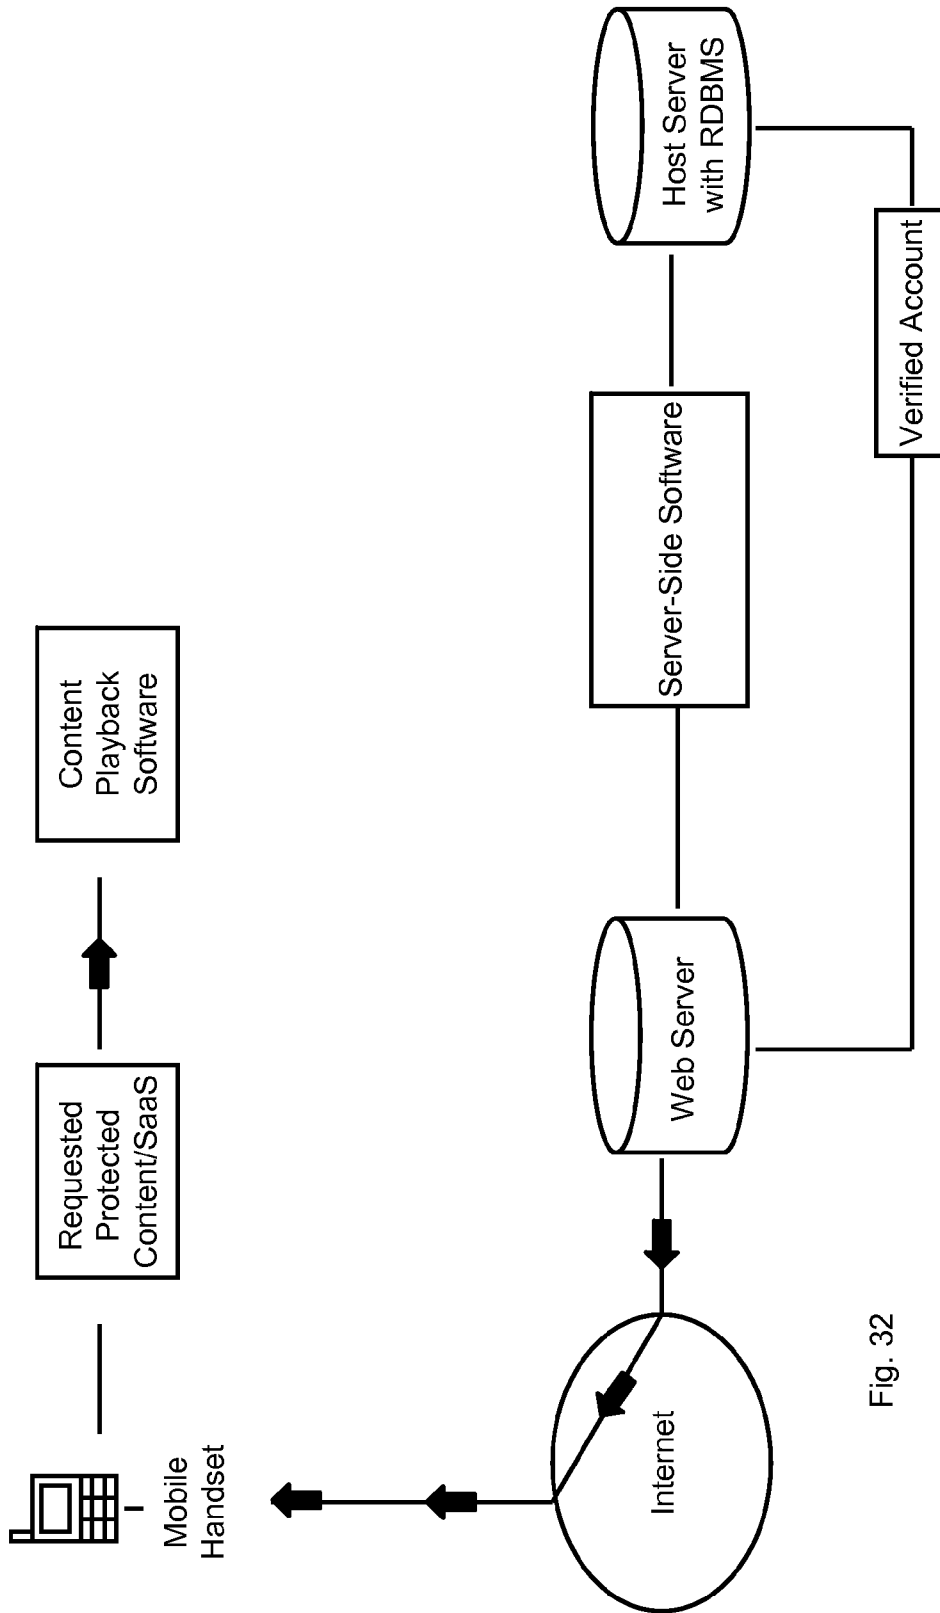 Mobile
Handset
Requested
Protected
Content/SaaS
Content
Playback
Software
Internet
Web Server
Server-Side Software
Host Server
with RDBMS
Verified Account
Fig. 32